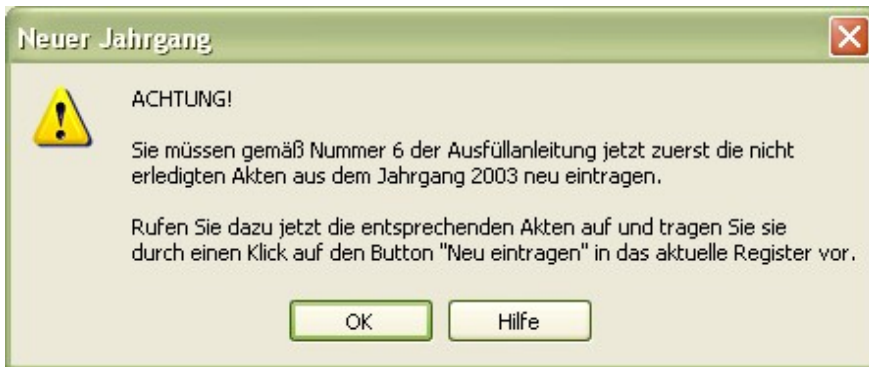 Neuer Jahrgang
ACHTUNG!
Sie müssen gemäß Nummer 6 der Ausfüllanleitung jetzt zuerst die nicht
erledigten Akten aus dem Jahrgang 2003 neu eintragen.
Rufen Sie dazu jetzt die entsprechenden Akten auf und tragen Sie sie
durch einen Klick auf den Button "Neu eintragen" in das aktuelle Register vor.
OK
Hilfe